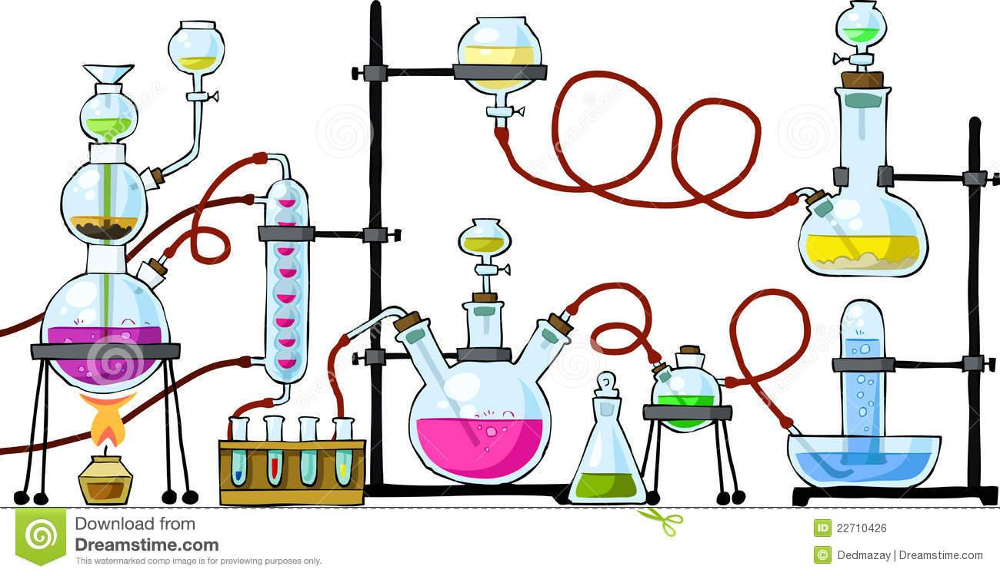 Download from
Dreamstime.com
This watermarked comp image is for previewing purposes only.
ID 22710426
© Dedmazay | Dreamstime.com